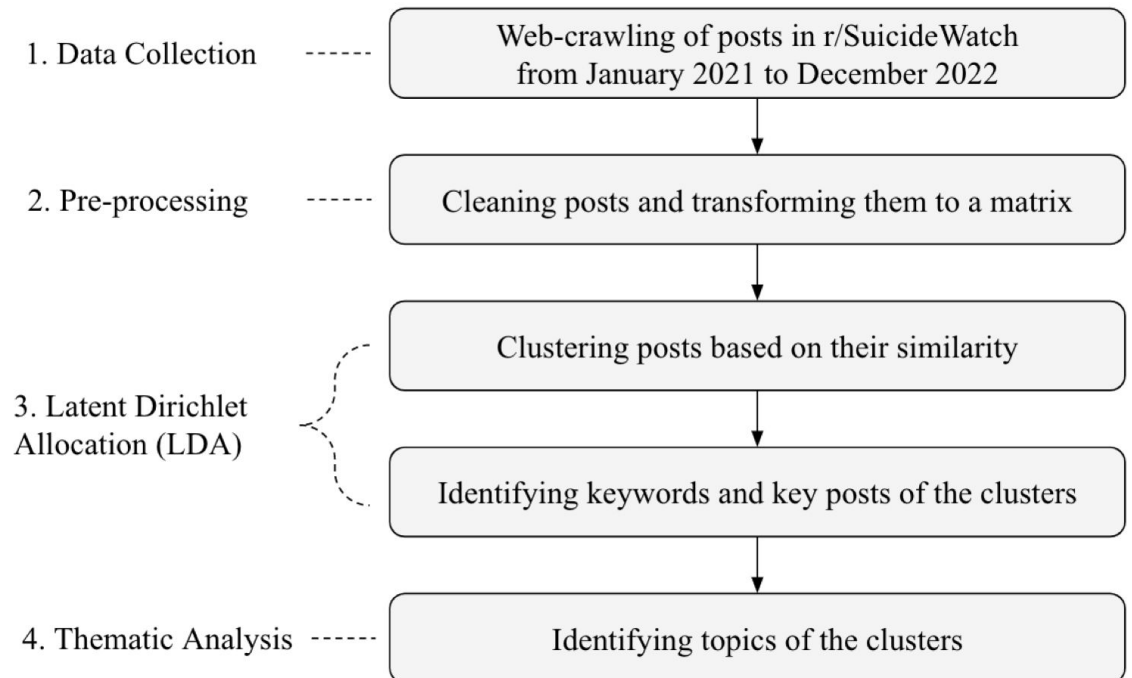 1. Data Collection
Web-crawling of posts in r/SuicideWatch
from January 2021 to December 2022
2. Pre-processing
Cleaning posts and transforming them to a matrix
Clustering posts based on their similarity
3. Latent Dirichlet
Allocation (LDA)
Identifying keywords and key posts of the clusters
4. Thematic Analysis
Identifying topics of the clusters